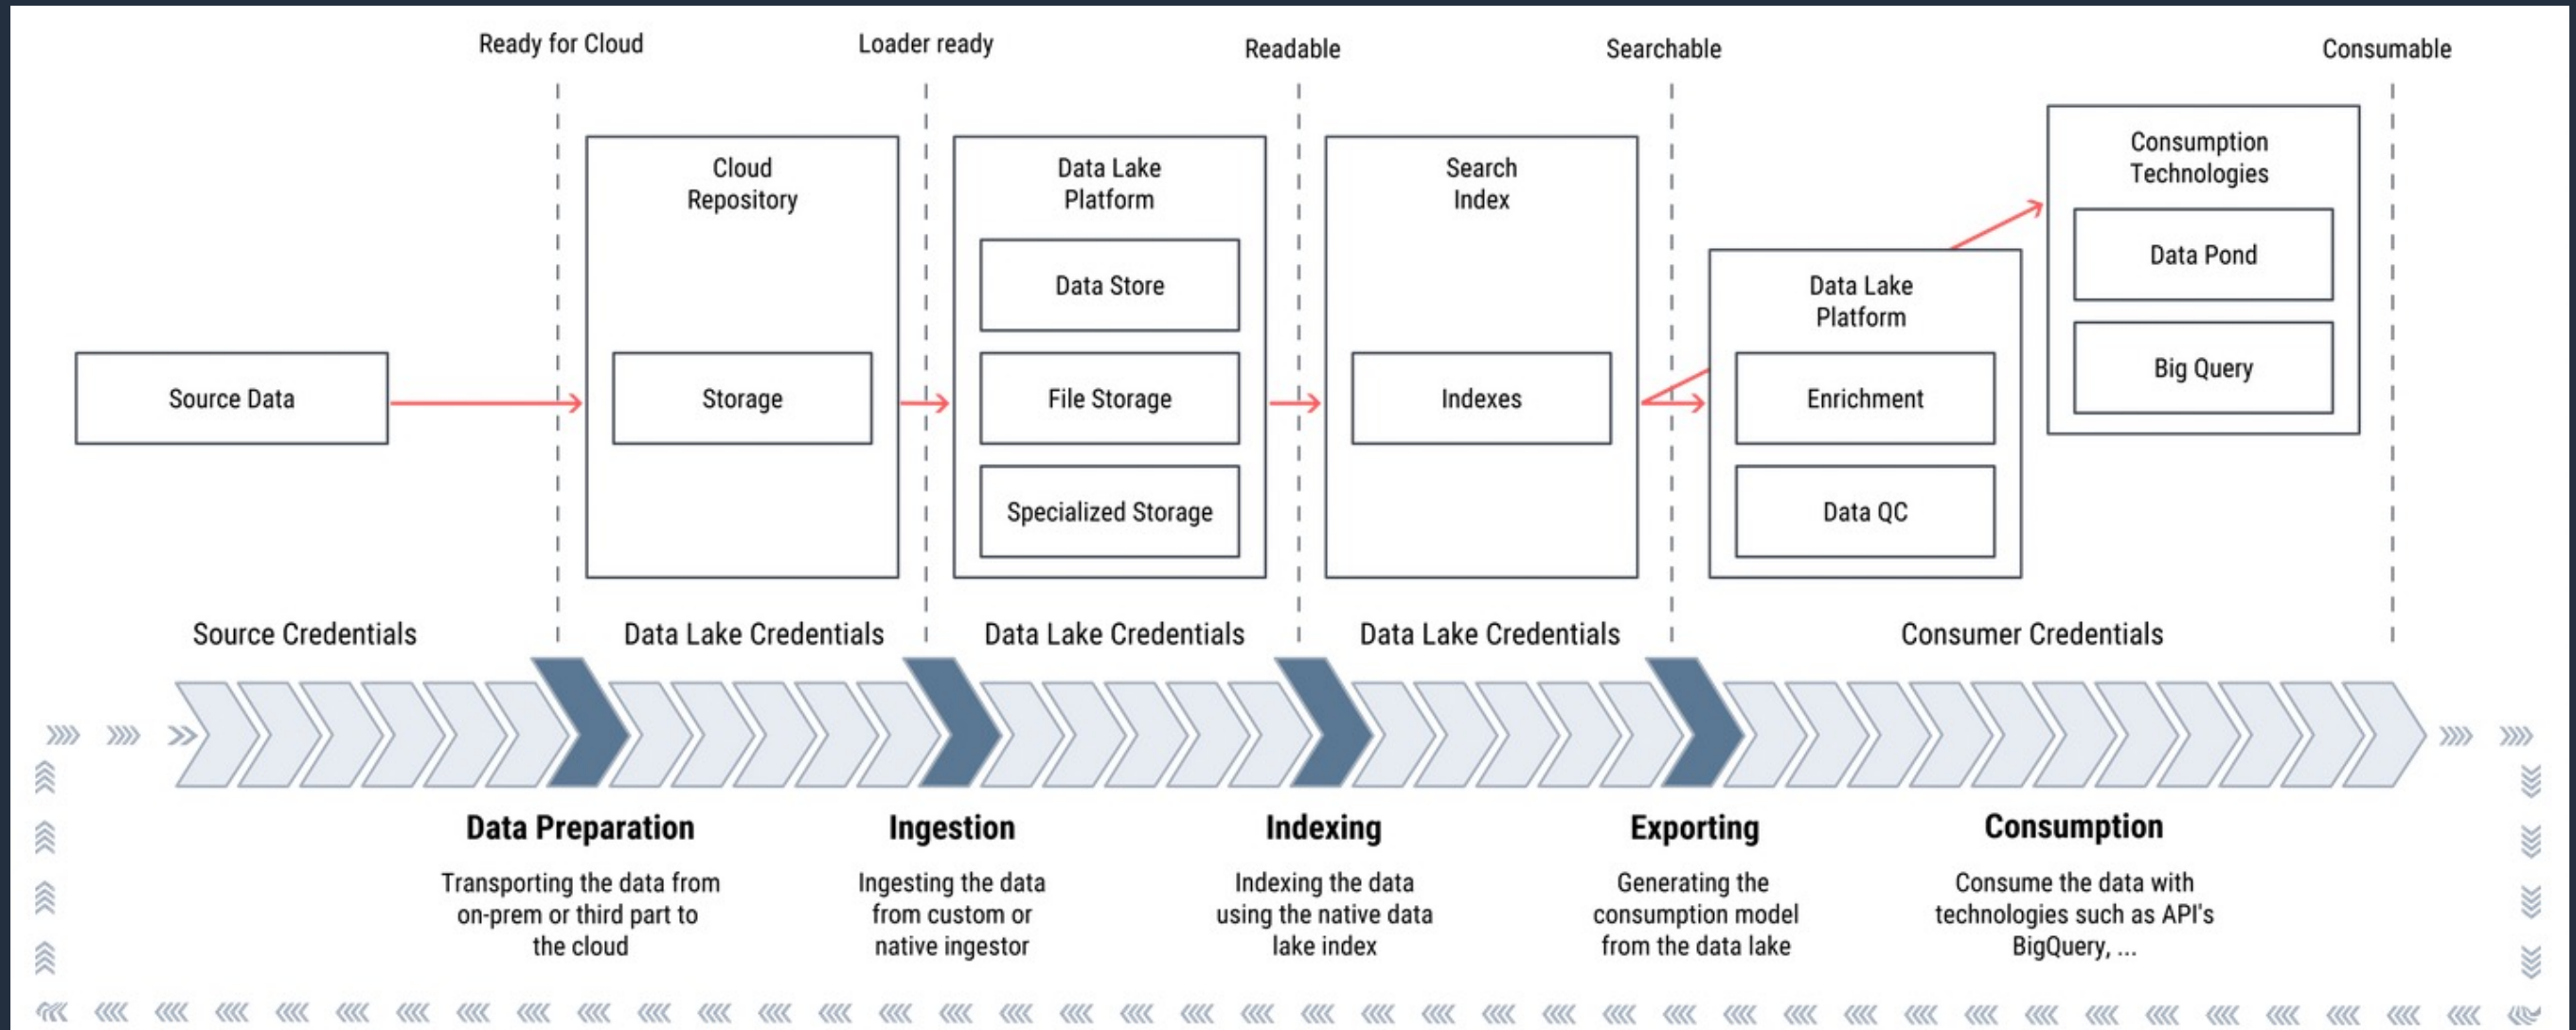 Ready for Cloud
Loader ready
Readable
Searchable
Consumable
Source Data
Cloud
Repository
Storage
Data Lake
Platform
Data Store
File Storage
Specialized Storage
Search
Index
Indexes
Data Lake
Platform
Enrichment
Data QC
Consumption
Technologies
Data Pond
Big Query
Source Credentials
Data Lake Credentials
Data Lake Credentials
Data Lake Credentials
Consumer Credentials
Data Preparation
Transporting the data from
on-prem or third part to
the cloud
Ingestion
Ingesting the data
from custom or
native ingestor
Indexing
Indexing the data
using the native data
lake index
Exporting
Generating the
consumption model
from the data lake
Consumption
Consume the data with
technologies such as API's
BigQuery, ...